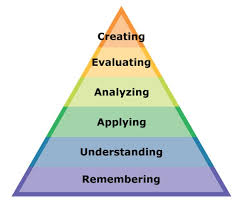 Creating
Evaluating
Analyzing
Applying
Understanding
Remembering